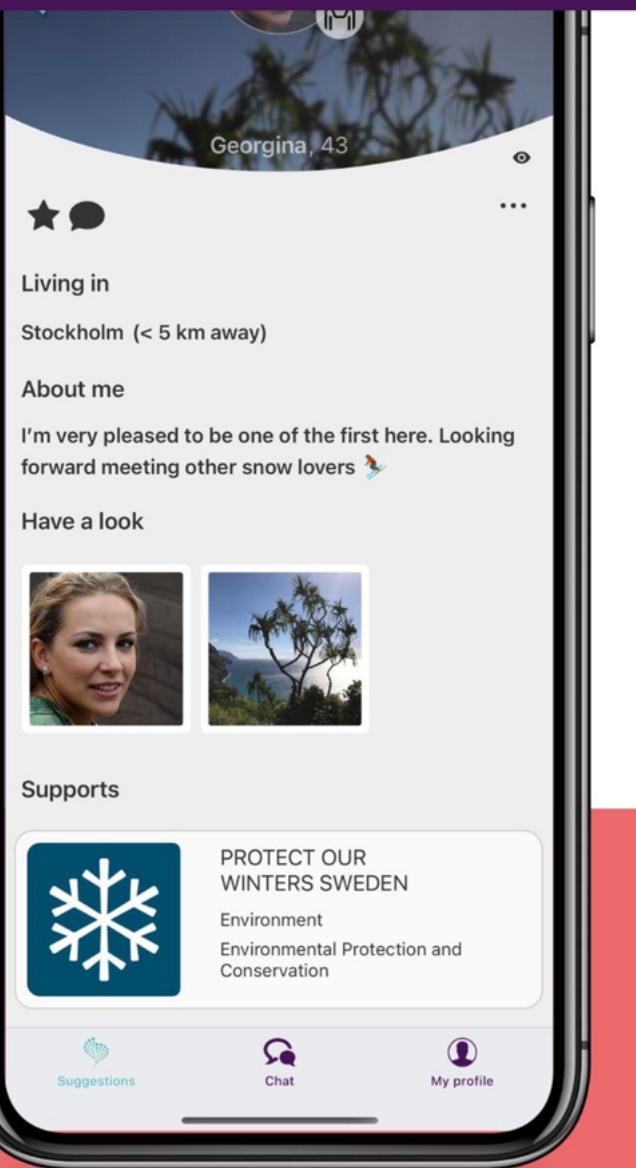 Georgina, 43
Living in
Stockholm (< 5 km away)
About me
I'm very pleased to be one of the first here. Looking
forward meeting other snow lovers ⛷️
Have a look
Supports
PROTECT OUR
WINTERS SWEDEN
Environment
Environmental Protection and
Conservation
Suggestions
Chat
My profile